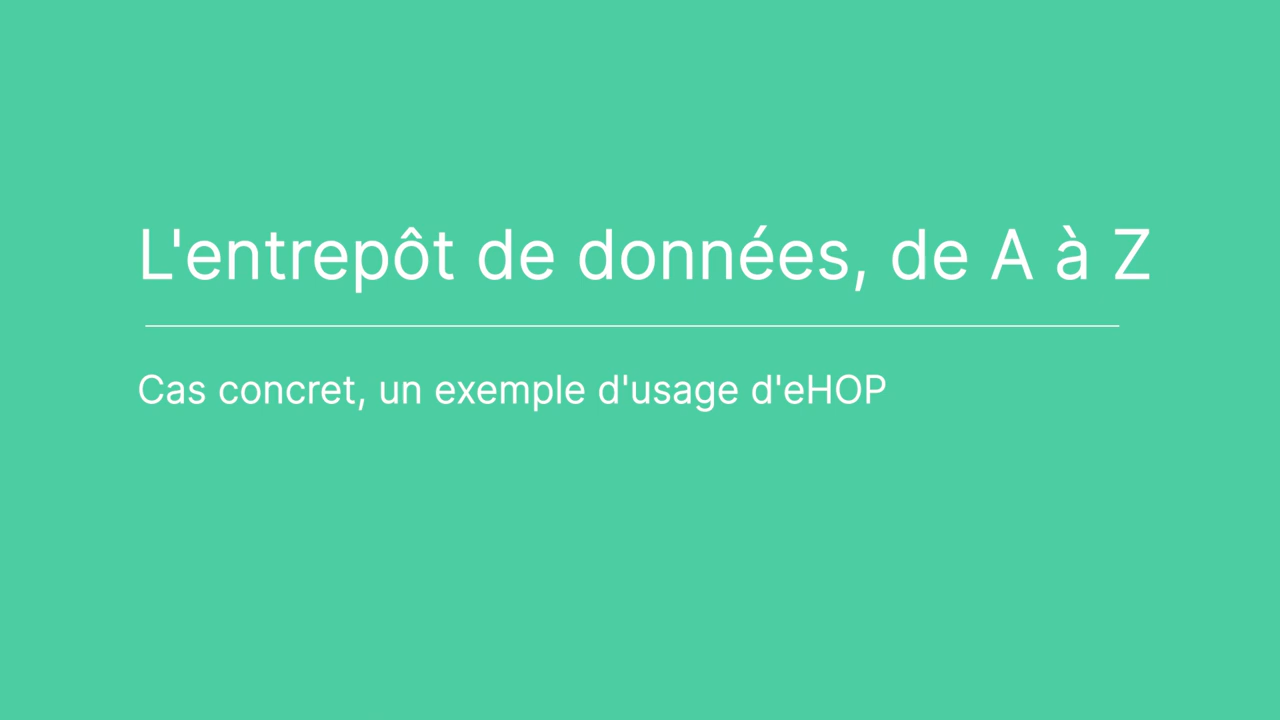 L'entrepôt de données, de A à Z
Cas concret, un exemple d'usage d'eHOP